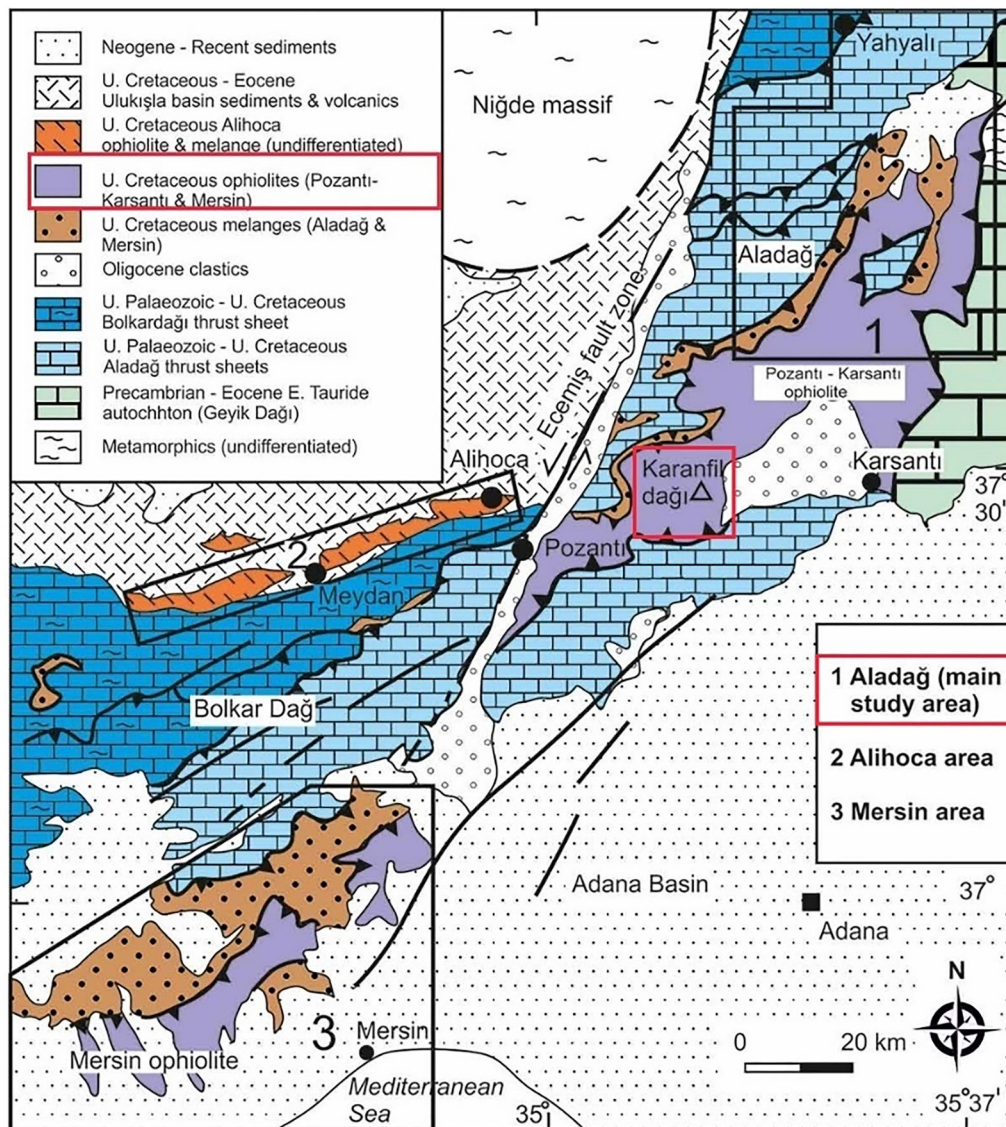 Neogene - Recent sediments
U. Cretaceous - Eocene
Ulukışla basin sediments & volcanics
U. Cretaceous Alihoca
ophiolite & melange (undifferentiated)
U. Cretaceous ophiolites (Pozantı-
Karsantı & Mersin)
U. Cretaceous melanges (Aladağ &
Mersin)
Oligocene clastics
U. Palaeozoic - U. Cretaceous
Bolkardağı thrust sheet
U. Palaeozoic - U. Cretaceous
Aladağ thrust sheets
Precambrian - Eocene E. Tauride
autochhton (Geyik Dağı)
Metamorphics (undifferentiated)
Yahyalı
Niğde massif
Aladağ
Ecemiş fault zone
1
Pozantı - Karsantı
ophiolite
Alihoca
Karanfil
dağı
Karsantı
37°
30'
2
Pozantı
Meydan
Bolkar Dağ
1 Aladağ (main
study area)
2 Alihoca area
3 Mersin area
Adana Basin
37°
Adana
N
3
Mersin
Mersin ophiolite
0 20 km
Mediterranean
Sea
35°
35°37'